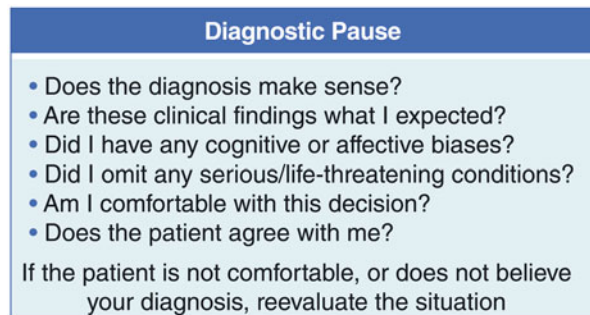 Diagnostic Pause
• Does the diagnosis make sense?
• Are these clinical findings what I expected?
• Did I have any cognitive or affective biases?
• Did I omit any serious/life-threatening conditions?
• Am I comfortable with this decision?
• Does the patient agree with me?
If the patient is not comfortable, or does not believe
your diagnosis, reevaluate the situation